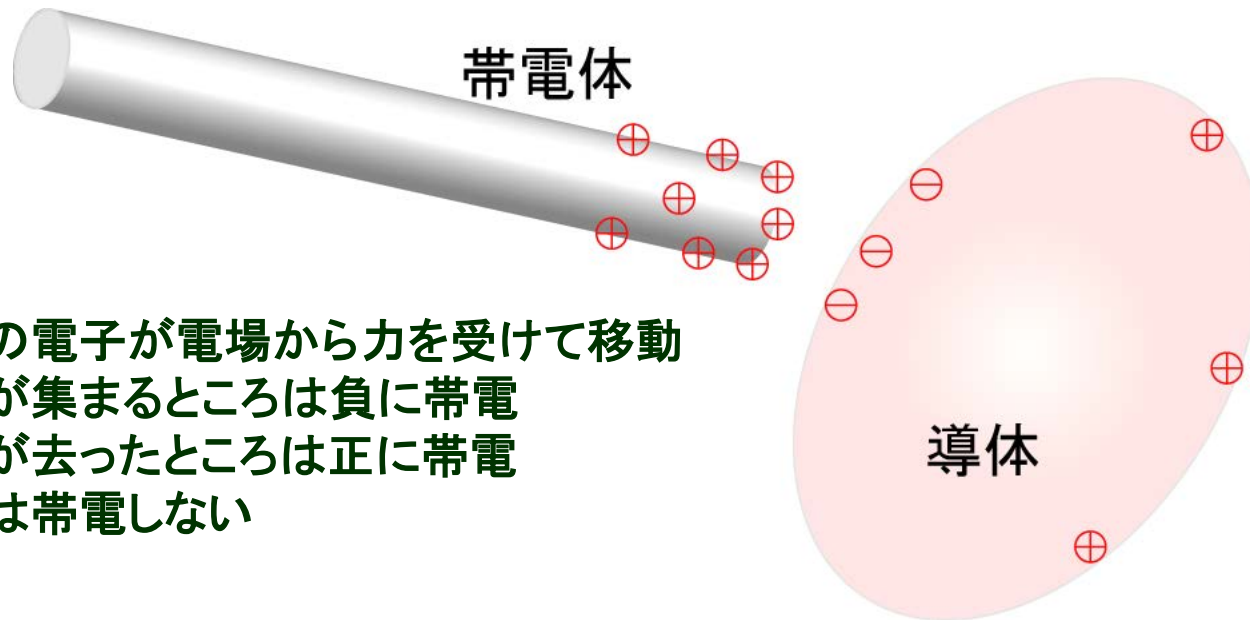 帯電体
の電子が電場から力を受けて移動
が集まるところは負に帯電
が去ったところは正に帯電
は帯電しない
導体